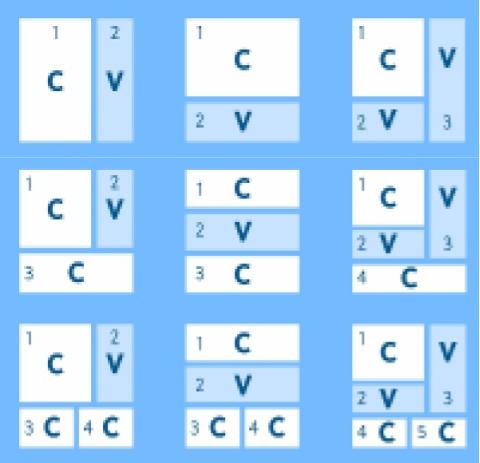 1 2 1 1
C V C C V
2 V 2 V 3
1 2 1 C 1
C V 2 V C V
3 C 3 C 2 V 3
4 C
1 2 1 C 1
C V 2 V C V
3 C 4 C 3 C 4 C 2 V 3
4 C 5 C